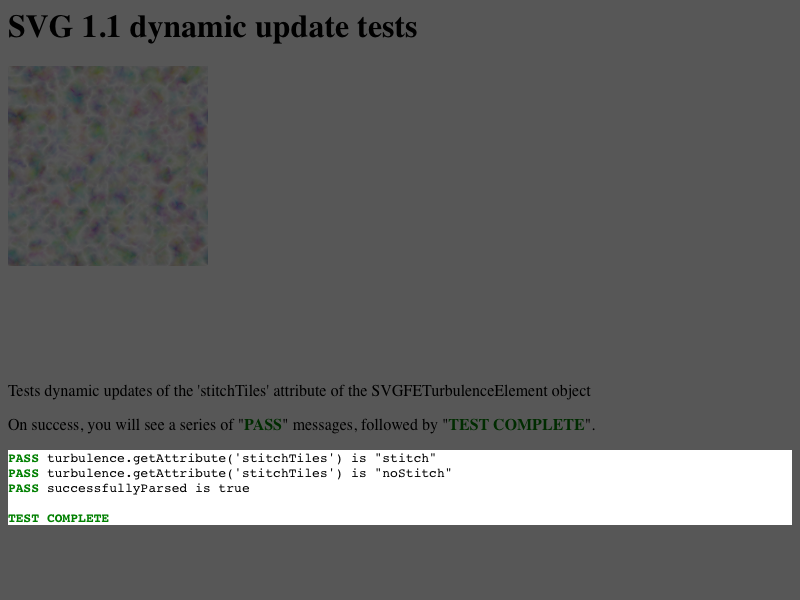 SVG 1.1 dynamic update tests
Tests dynamic updates of the 'stitchTiles' attribute of the SVGFETurbulenceElement object
On success, you will see a series of "PASS" messages, followed by "TEST COMPLETE".
PASS turbulence.getAttribute('stitchTiles') is "stitch"
PASS turbulence.getAttribute('stitchTiles') is "noStitch"
PASS successfullyParsed is true
TEST COMPLETE